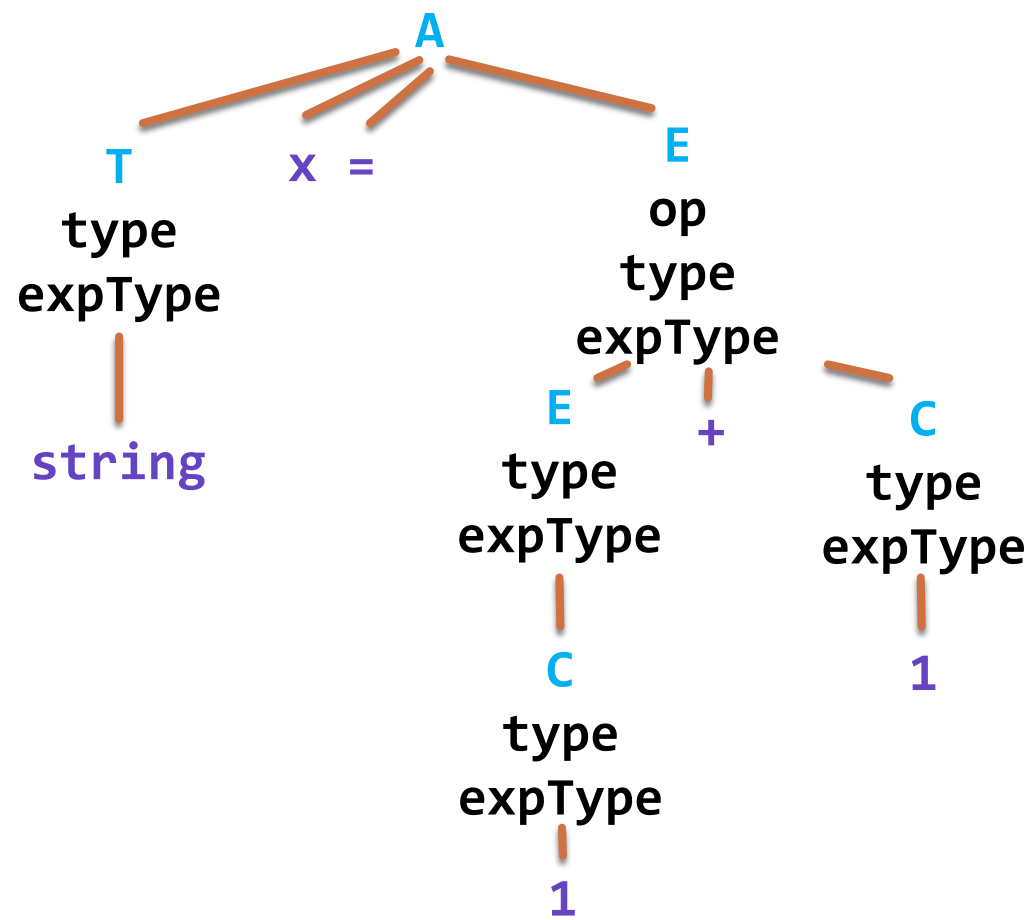 A
T
x =
E
type
expType
string
op
type
expType
E
type
expType
+
C
type
expType
C
type
expType
1
1